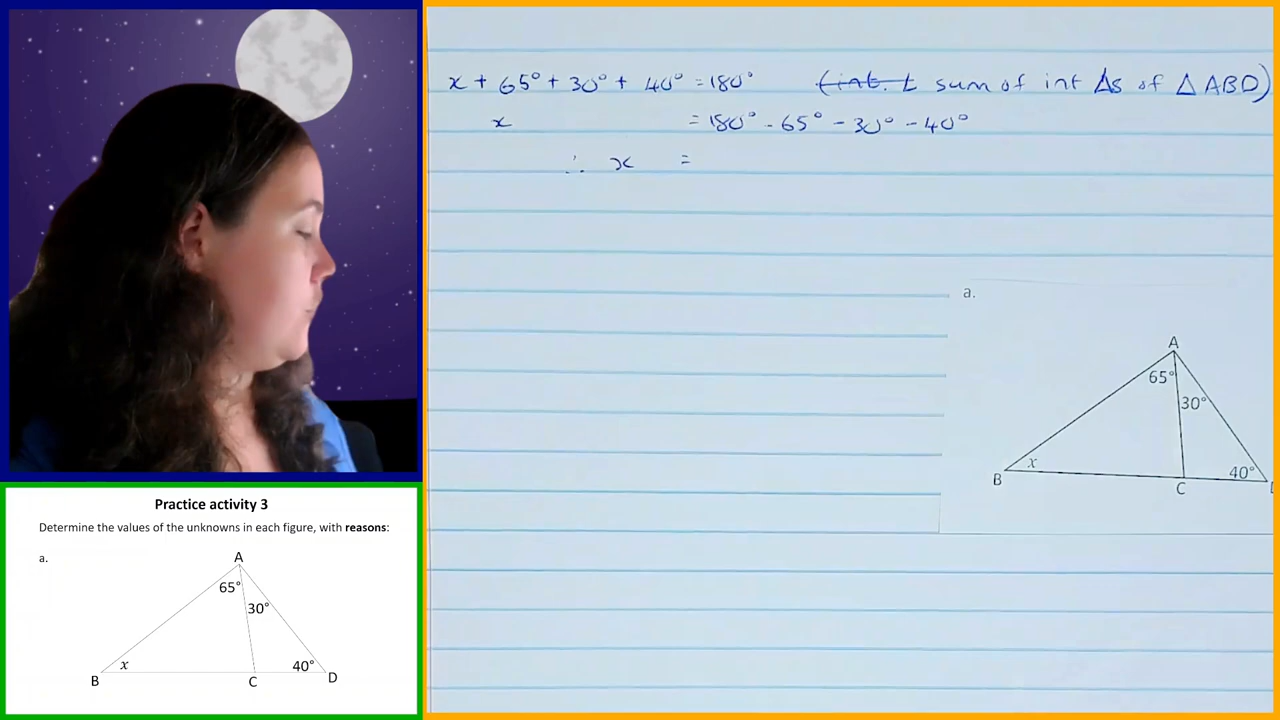 x + 65° + 30° + 40° = 180° (int. ∠ sum of int ∆s of △ ABD)
x = 180° - 65° - 30° - 40°
∴ x =
a.
A
65°
30°
x
40°
B
C
D
Practice activity 3
Determine the values of the unknowns in each figure, with reasons:
a.
A
65°
30°
x
40°
B
C
D